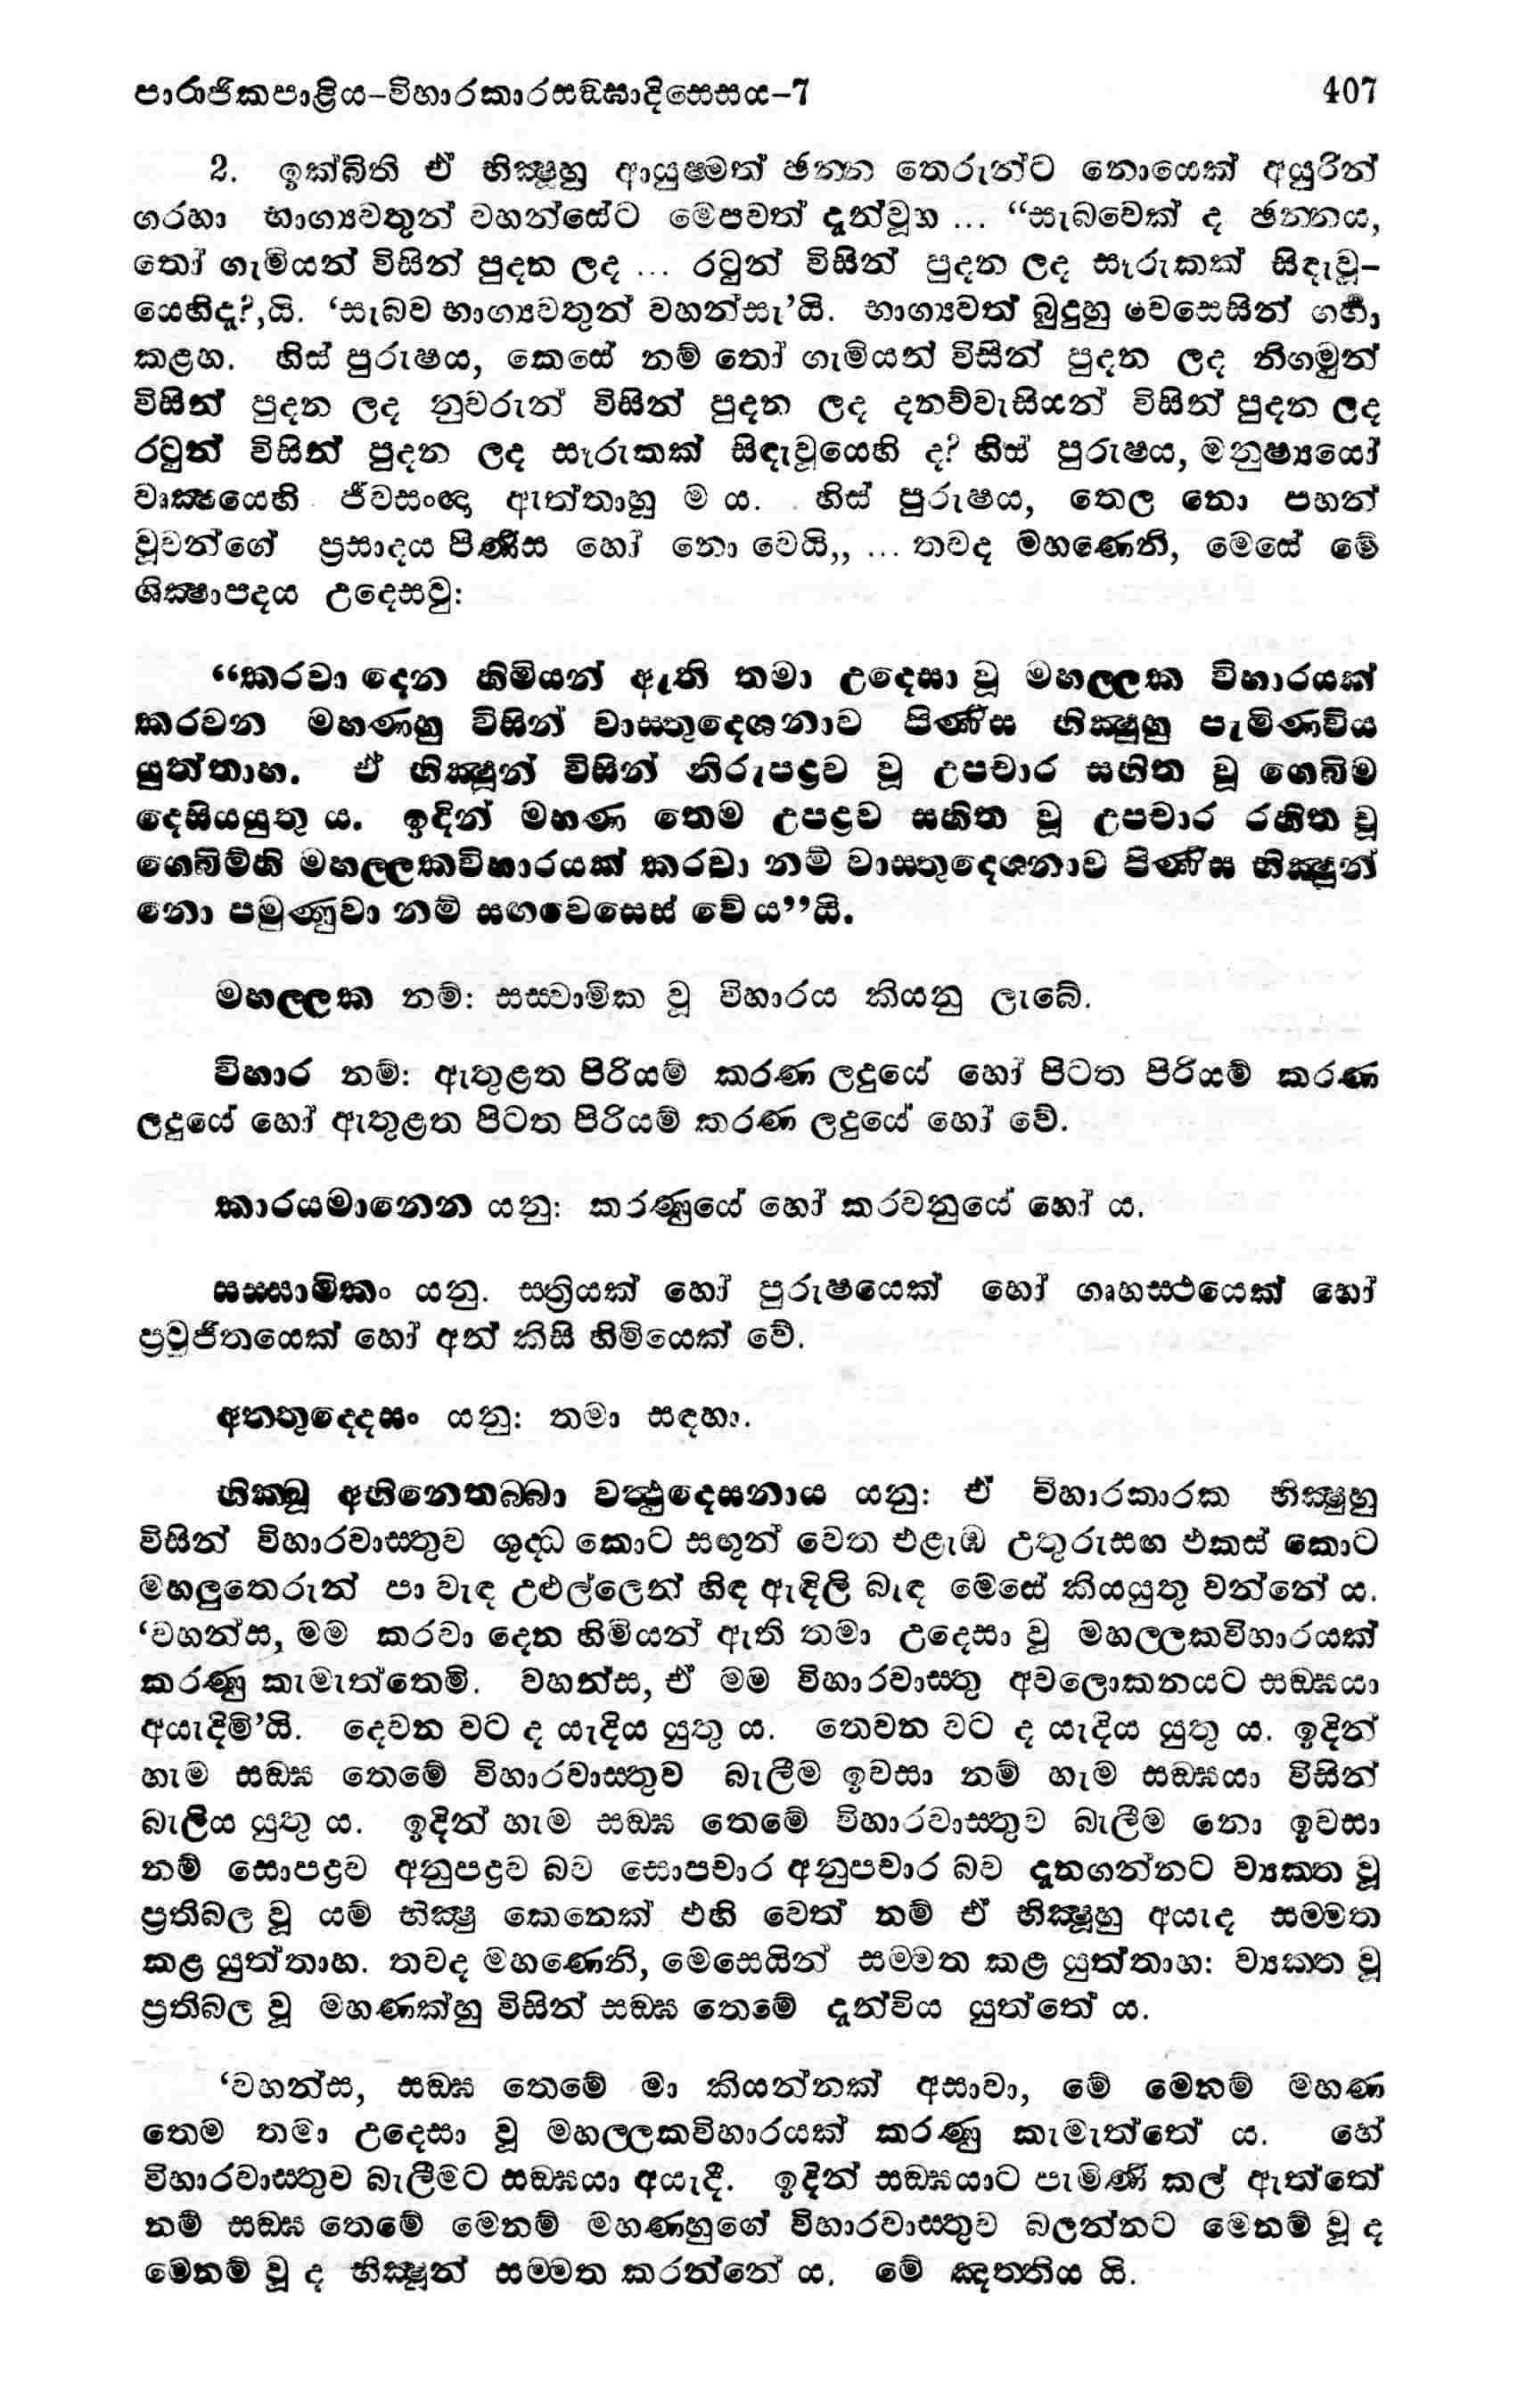 පාරාජිකපාළිය–විහාරකාරසඞ්ඝාදිසෙසය–7 407
2. ඉක්බිති ඒ භික්‍ෂූහු ආයුෂ්මත් ඡන්න තෙරුන්ට නොයෙක් අයුරින්
ගරහා භාග්‍යවතුන් වහන්සේට මෙපවත් දැන්වූහ ... “සැබවෙක් ද ඡන්නය,
තෝ ගැමියන් විසින් පුදන ලද ... රටුන් විසින් පුදන ලද සෑරුකක් සිඳැවූ–
යෙහිදැ?,යි. ‘සැබව භාග්‍යවතුන් වහන්සැ’යි. භාග්‍යවත් බුදුහු වෙසෙසින් ගර්හා
කළහ. හිස් පුරුෂය, කෙසේ නම් තෝ ගැමියන් විසින් පුදන ලද නිගමුන්
විසින් පුදන ලද නුවරුන් විසින් පුදන ලද දනව්වැසියන් විසින් පුදන ලද
රටුන් විසින් පුදන ලද සෑරුකක් සිඳැවූයෙහි ද? හිස් පුරුෂය, මනුෂ්‍යයෝ
වෘක්‍ෂයෙහි ජීවසංඥා ඇත්තාහු ම ය. හිස් පුරුෂය, තෙල නො පහන්
වූවන්ගේ ප්‍රසාදය පිණිස හෝ නො වෙයි,, ... තවද මහණෙනි, මෙසේ මේ
ශික්‍ෂාපදය උදෙසවු:
“කරවා දෙන හිමියන් ඇති තමා උදෙසා වූ මහල්ලක විහාරයක්
කරවන මහණහු විසින් වාස්තුදෙශනාව පිණිස භික්‍ෂූහු පැමිණවිය
යුත්තාහ. ඒ භික්‍ෂූන් විසින් නිරුපද්‍රව වූ උපචාර සහිත වූ ගෙබිම
දෙසියයුතු ය. ඉදින් මහණ තෙම උපද්‍රව සහිත වූ උපචාර රහිත වූ
ගෙබිම්හි මහල්ලකවිහාරයක් කරවා නම් වාස්තුදෙශනාව පිණිස භික්‍ෂූන්
නො පමුණුවා නම් සඟවෙසෙස් වේ ය”යි.
මහල්ලක නම්: සස්වාමික වූ විහාරය කියනු ලැබේ.
විහාර නම්: ඇතුළත පිරියම් කරණ ලදුයේ හෝ පිටත පිරියම් කරණ
ලදුයේ හෝ ඇතුළත පිටත පිරියම් කරණ ලදුයේ හෝ වේ.
කාරයමානෙන යනු: කරණුයේ හෝ කරවනුයේ හෝ ය.
සස්සාමිකං යනු. ස්ත්‍රියක් හෝ පුරුෂයෙක් හෝ ගෘහස්ථයෙක් හෝ
ප්‍රව්‍රජිතයෙක් හෝ අන් කිසි හිමියෙක් වේ.
අත්තුද්දෙසං යනු: තමා සඳහා.
භික්ඛූ අභිනෙතබ්බා වත්‍ථුදෙසනාය යනු: ඒ විහාරකාරක භික්‍ෂුහු
විසින් විහාරවාස්තුව ශුද්ධ කොට සඟුන් වෙත එළැඹ උතුරුසඟ එකස් කොට
මහලුතෙරුන් පා වැඳ උළුල්ලෙන් හිඳ ඇඳිලි බැඳ මෙසේ කියයුතු වන්නේ ය.
‘වහන්ස, මම කරවා දෙන හිමියන් ඇති තමා උදෙසා වූ මහල්ලකවිහාරයක්
කරණු කැමැත්තෙමි. වහන්ස, ඒ මම විහාරවාස්තු අවලොකනයට සඞ්ඝයා
අයැදිමි’යි. දෙවන වට ද යැදිය යුතු ය. තෙවන වට ද යැදිය යුතු ය. ඉදින්
හැම සඞ්ඝ තෙමේ විහාරවාස්තුව බැලීම ඉවසා නම් හැම සඞ්ඝයා විසින්
බැලිය යුතු ය. ඉදින් හැම සඞ්ඝ තෙමේ විහාරවාස්තුව බැලීම නො ඉවසා
නම් සොපද්‍රව අනුපද්‍රව බව සොපචාර අනුපචාර බව දැනගන්නට ව්‍යක්ත වූ
ප්‍රතිබල වූ යම් භික්‍ෂු කෙනෙක් එහි වෙත් නම් ඒ භික්‍ෂූහු අයැද සම්මත
කළ යුත්තාහ. තවද මහණෙනි, මෙසෙයින් සම්මත කළ යුත්තාහ: ව්‍යක්ත වූ
ප්‍රතිබල වූ මහණක්හු විසින් සඞ්ඝ තෙමේ දැන්විය යුත්තේ ය.
‘වහන්ස, සඞ්ඝ තෙමේ මා කියන්නක් අසාවා, මේ මෙනම් මහණ
තෙම තමා උදෙසා වූ මහල්ලකවිහාරයක් කරණු කැමැත්තේ ය. හේ
විහාරවාස්තුව බැලීමට සඞ්ඝයා අයැදී. ඉදින් සඞ්ඝයාට පැමිණි කල් ඇත්තේ
නම් සඞ්ඝ තෙමේ මෙනම් මහණහුගේ විහාරවාස්තුව බලන්නට මෙනම් වූ ද
මෙනම් වූ ද භික්‍ෂූන් සම්මත කරන්නේ ය. මේ ඤත්තිය යි.